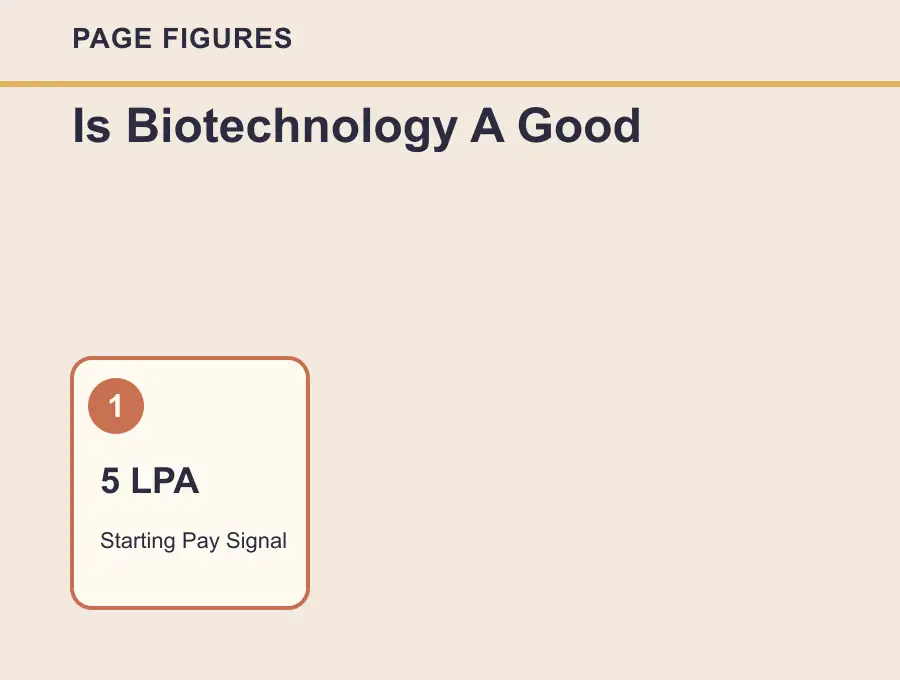 PAGE FIGURES
Is Biotechnology A Good
1
5 LPA
Starting Pay Signal